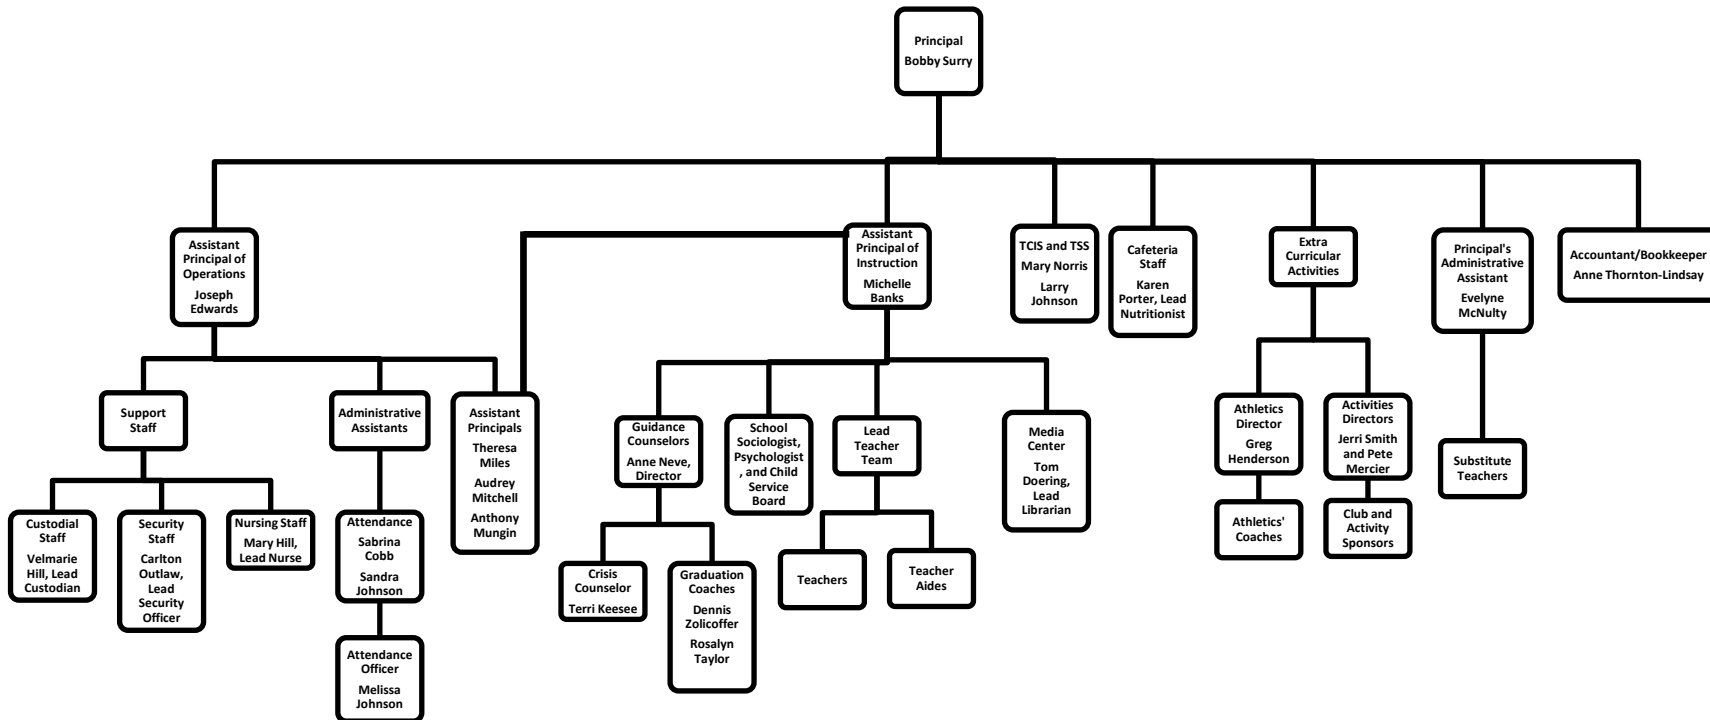 Principal
Bobby Surry
Assistant
Principal of
Operations
Joseph
Edwards
Assistant
Principal of
Instruction
Michelle
Banks
TCIS and TSS
Mary Norris
Larry
Johnson
Cafeteria
Staff
Karen
Porter, Lead
Nutritionist
Extra
Curricular
Activities
Principal's
Administrative
Assistant
Evelyne
McNulty
Accountant/Bookkeeper
Anne Thornton-Lindsay
Support
Staff
Administrative
Assistants
Assistant
Principals
Theresa
Miles
Audrey
Mitchell
Anthony
Mungin
Guidance
Counselors
Anne Neve,
Director
School
Sociologist,
Psychologist
, and Child
Service
Board
Lead
Teacher
Team
Media
Center
Tom
Doering,
Lead
Librarian
Athletics
Director
Greg
Henderson
Activities
Directors
Jerri Smith
and Pete
Mercier
Substitute
Teachers
Custodial
Staff
Velmarie
Hill, Lead
Custodian
Security
Staff
Carlton
Outlaw,
Lead
Security
Officer
Nursing Staff
Mary Hill,
Lead Nurse
Attendance
Sabrina
Cobb
Sandra
Johnson
Crisis
Counselor
Terri Keesee
Graduation
Coaches
Dennis
Zolicoffer
Rosalyn
Taylor
Teachers
Teacher
Aides
Athletics'
Coaches
Club and
Activity
Sponsors
Attendance
Officer
Melissa
Johnson